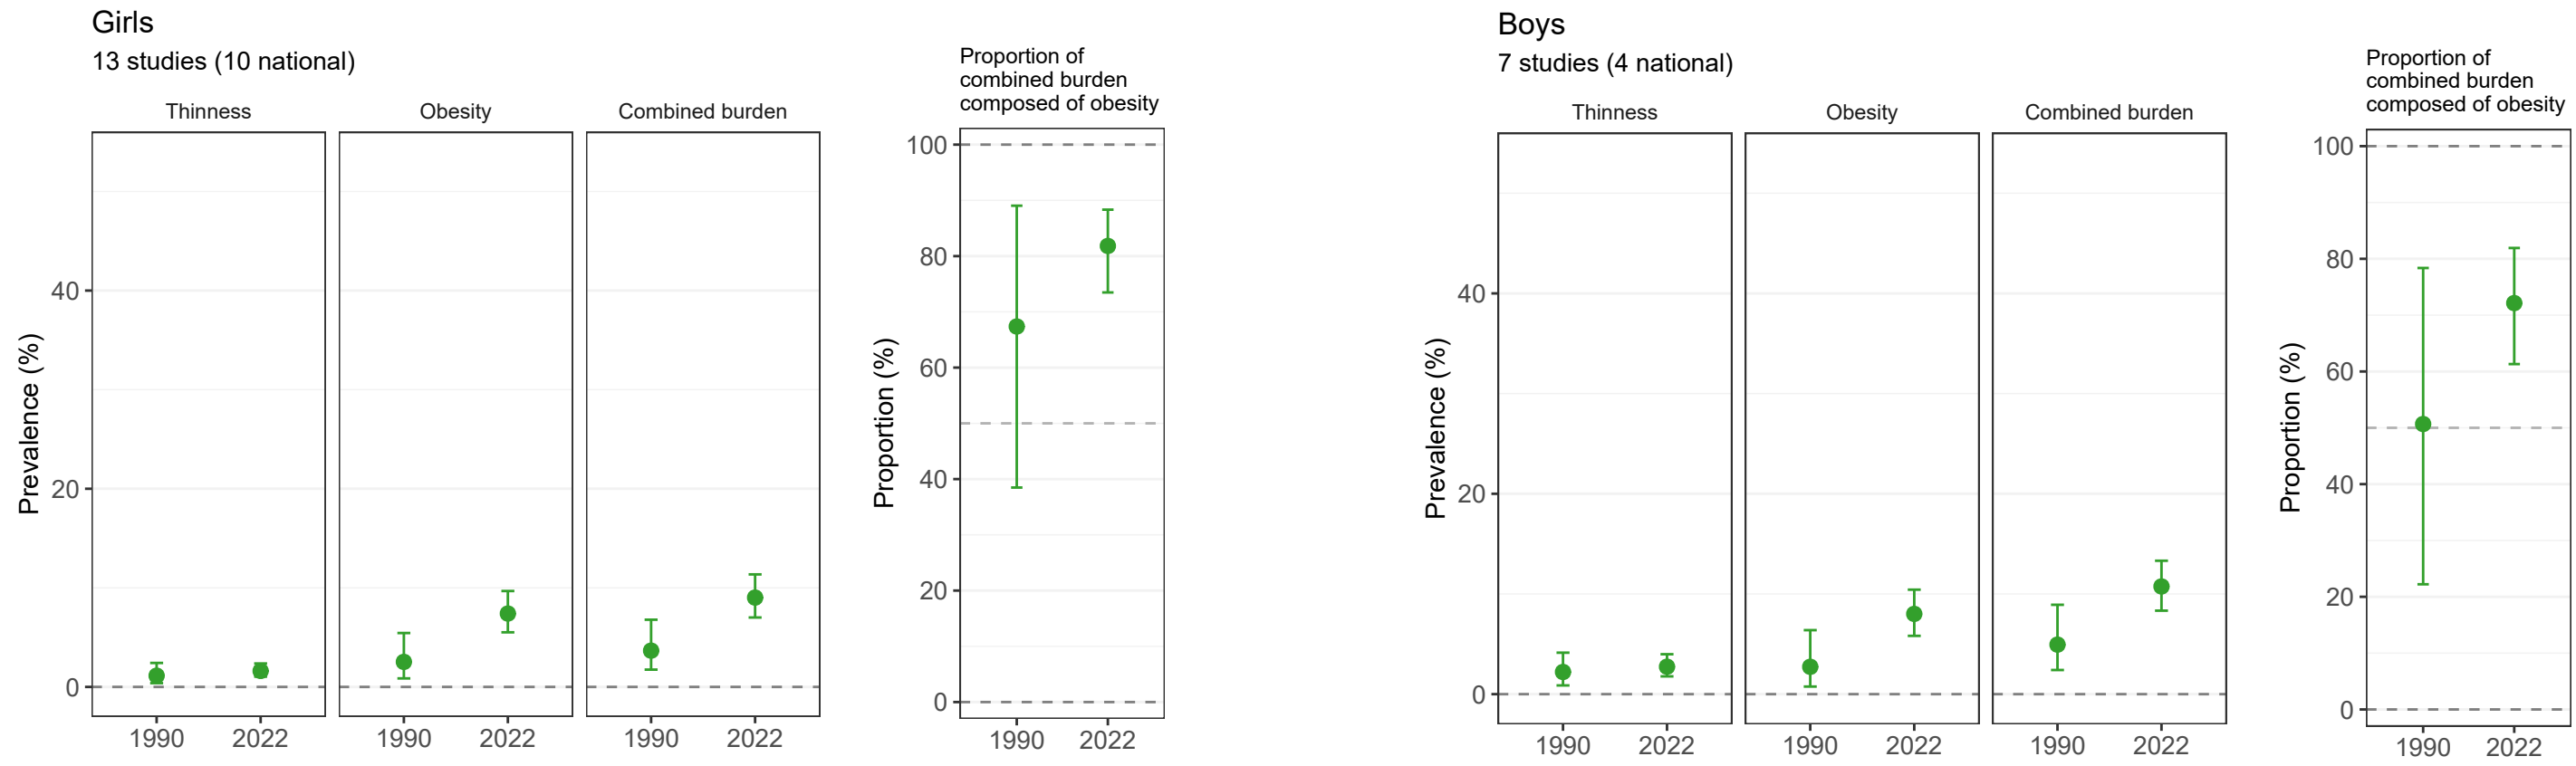 Girls
13 studies (10 national)
Thinness
Obesity
Combined burden
Prevalence (%)
40
20
0
1990
2022
1990
2022
1990
2022
Proportion of
combined burden
composed of obesity
Proportion (%)
100
80
60
40
20
0
1990
2022
Boys
7 studies (4 national)
Thinness
Obesity
Combined burden
Prevalence (%)
40
20
0
1990
2022
1990
2022
1990
2022
Proportion of
combined burden
composed of obesity
Proportion (%)
100
80
60
40
20
0
1990
2022